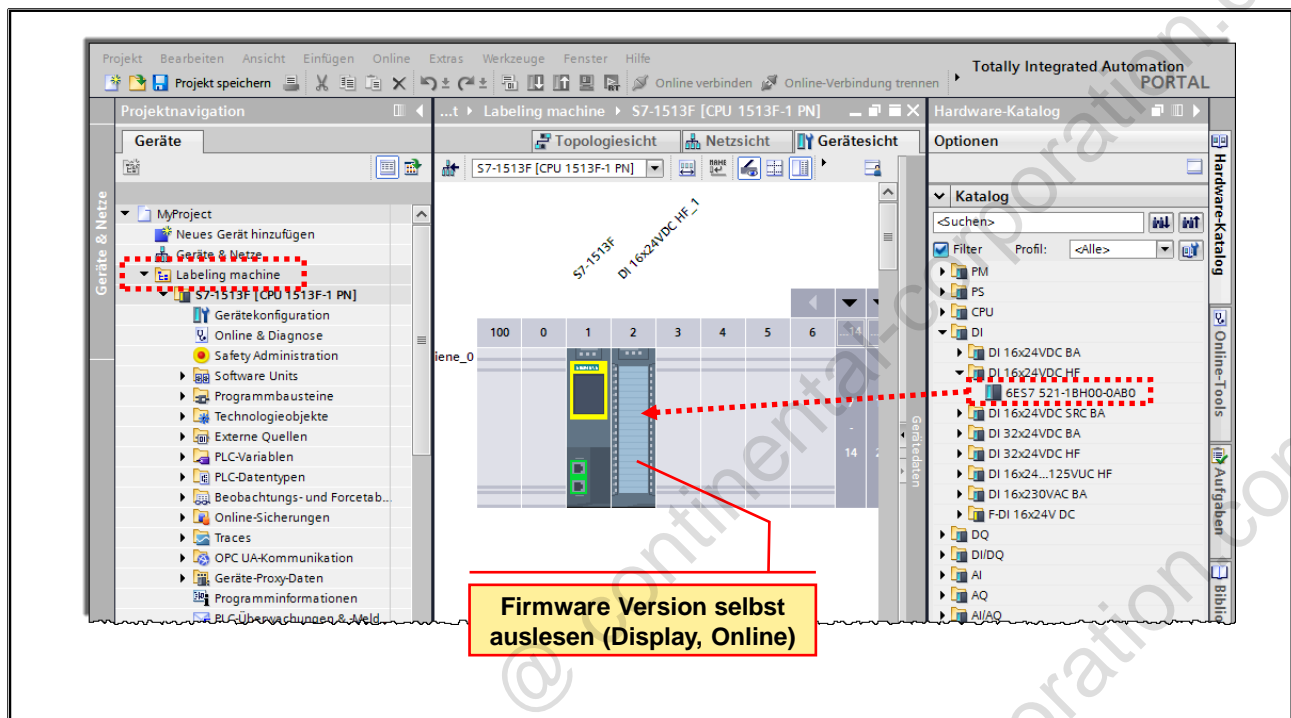 Projekt Bearbeiten Ansicht Einfügen Online Extras Werkzeuge Fenster Hilfe
Totally Integrated Automation
PORTAL
Projekt speichern Online verbinden Online-Verbindung trennen
Projektnavigation
...t Labeling machine S7-1513F [CPU 1513F-1 PN]
Hardware-Katalog
Geräte
Topologiesicht Netzsicht Gerätesicht
Optionen
S7-1513F [CPU 1513F-1 PN]
Geräte & Netze
MyProject
Neues Gerät hinzufügen
Geräte & Netze
Labeling machine
S7-1513F [CPU 1513F-1 PN]
Gerätekonfiguration
Online & Diagnose
Safety Administration
Software Units
Programmbausteine
Technologieobjekte
Externe Quellen
PLC-Variablen
PLC-Datentypen
Beobachtungs- und Forcetab...
Online-Sicherungen
Traces
OPC UA-Kommunikation
Geräte-Proxy-Daten
Programminformationen
PLC-Überwachungen & -Meld...
S7-1513F
DI 16x24VDC HF_1
100 0 1 2 3 4 5 6 ...14
iene_0
SIEMENS
-
14 2
Gerätedaten
Firmware Version selbst
auslesen (Display, Online)
Katalog
<Suchen>
Filter Profil: <Alle>
PM
PS
CPU
DI
DI 16x24VDC BA
DI 16x24VDC HF
6ES7 521-1BH00-0AB0
DI 16x24VDC SRC BA
DI 32x24VDC BA
DI 32x24VDC HF
DI 16x24...125VUC HF
DI 16x230VAC BA
F-DI 16x24V DC
DQ
DI/DQ
AI
AQ
AI/AQ
Hardware-Katalog
Online-Tools
Aufgaben
Biblio
@ continental-corporation.com